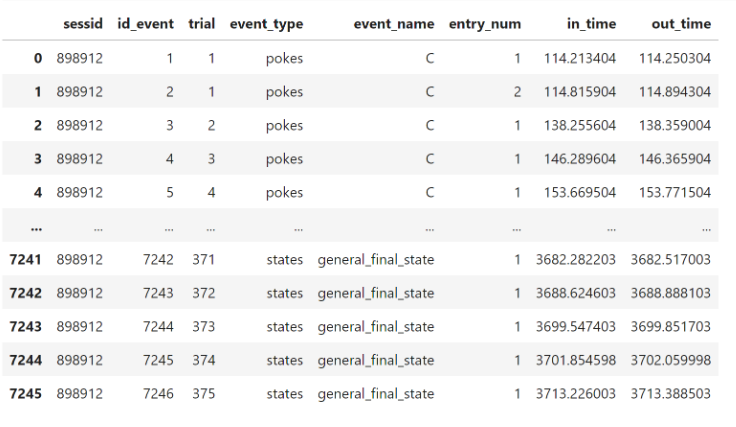 sessid id_event trial event_type event_name entry_num in_time out_time
0 898912 1 1 pokes C 1 114.213404 114.250304
1 898912 2 1 pokes C 2 114.815904 114.894304
2 898912 3 2 pokes C 1 138.255604 138.359004
3 898912 4 3 pokes C 1 146.289604 146.365904
4 898912 5 4 pokes C 1 153.669504 153.771504
... ... ... ... ... ... ... ... ...
7241 898912 7242 371 states general_final_state 1 3682.282203 3682.517003
7242 898912 7243 372 states general_final_state 1 3688.624603 3688.888103
7243 898912 7244 373 states general_final_state 1 3699.547403 3699.851703
7244 898912 7245 374 states general_final_state 1 3701.854598 3702.059998
7245 898912 7246 375 states general_final_state 1 3713.226003 3713.388503